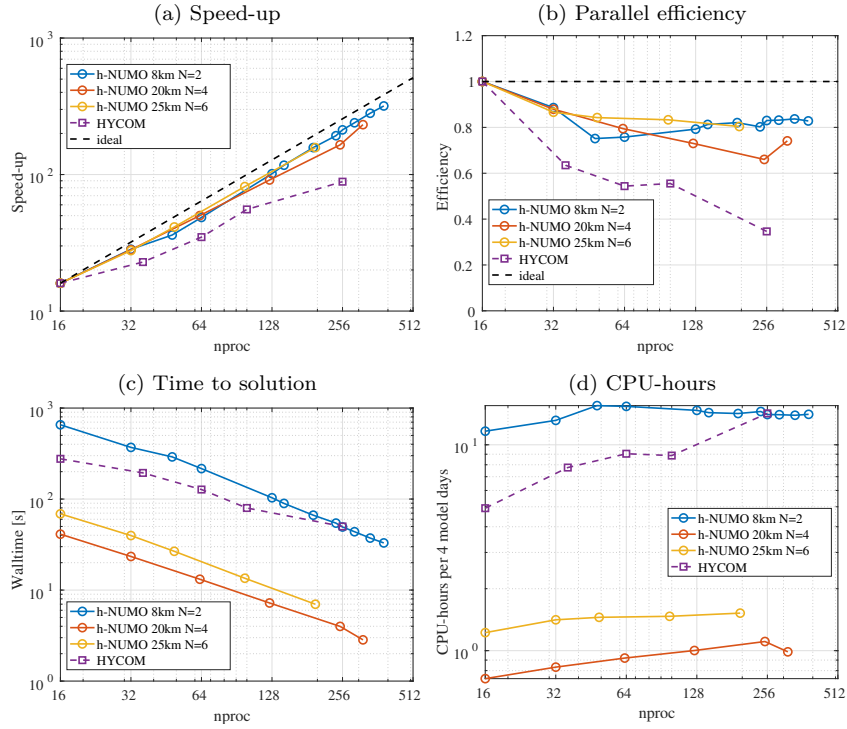 (a) Speed-up
10^3
10^2
10^1
Speed-up
h-NUMO 8km N=2
h-NUMO 20km N=4
h-NUMO 25km N=6
HYCOM
ideal
16 32 64 128 256 512
nproc
(b) Parallel efficiency
1.2
1
0.8
0.6
0.4
0.2
0
Efficiency
h-NUMO 8km N=2
h-NUMO 20km N=4
h-NUMO 25km N=6
HYCOM
ideal
16 32 64 128 256 512
nproc
(c) Time to solution
10^3
10^2
10^1
10^0
Walltime [s]
h-NUMO 8km N=2
h-NUMO 20km N=4
h-NUMO 25km N=6
HYCOM
16 32 64 128 256 512
nproc
(d) CPU-hours
10^1
10^0
CPU-hours per 4 model days
h-NUMO 8km N=2
h-NUMO 20km N=4
h-NUMO 25km N=6
HYCOM
16 32 64 128 256 512
nproc